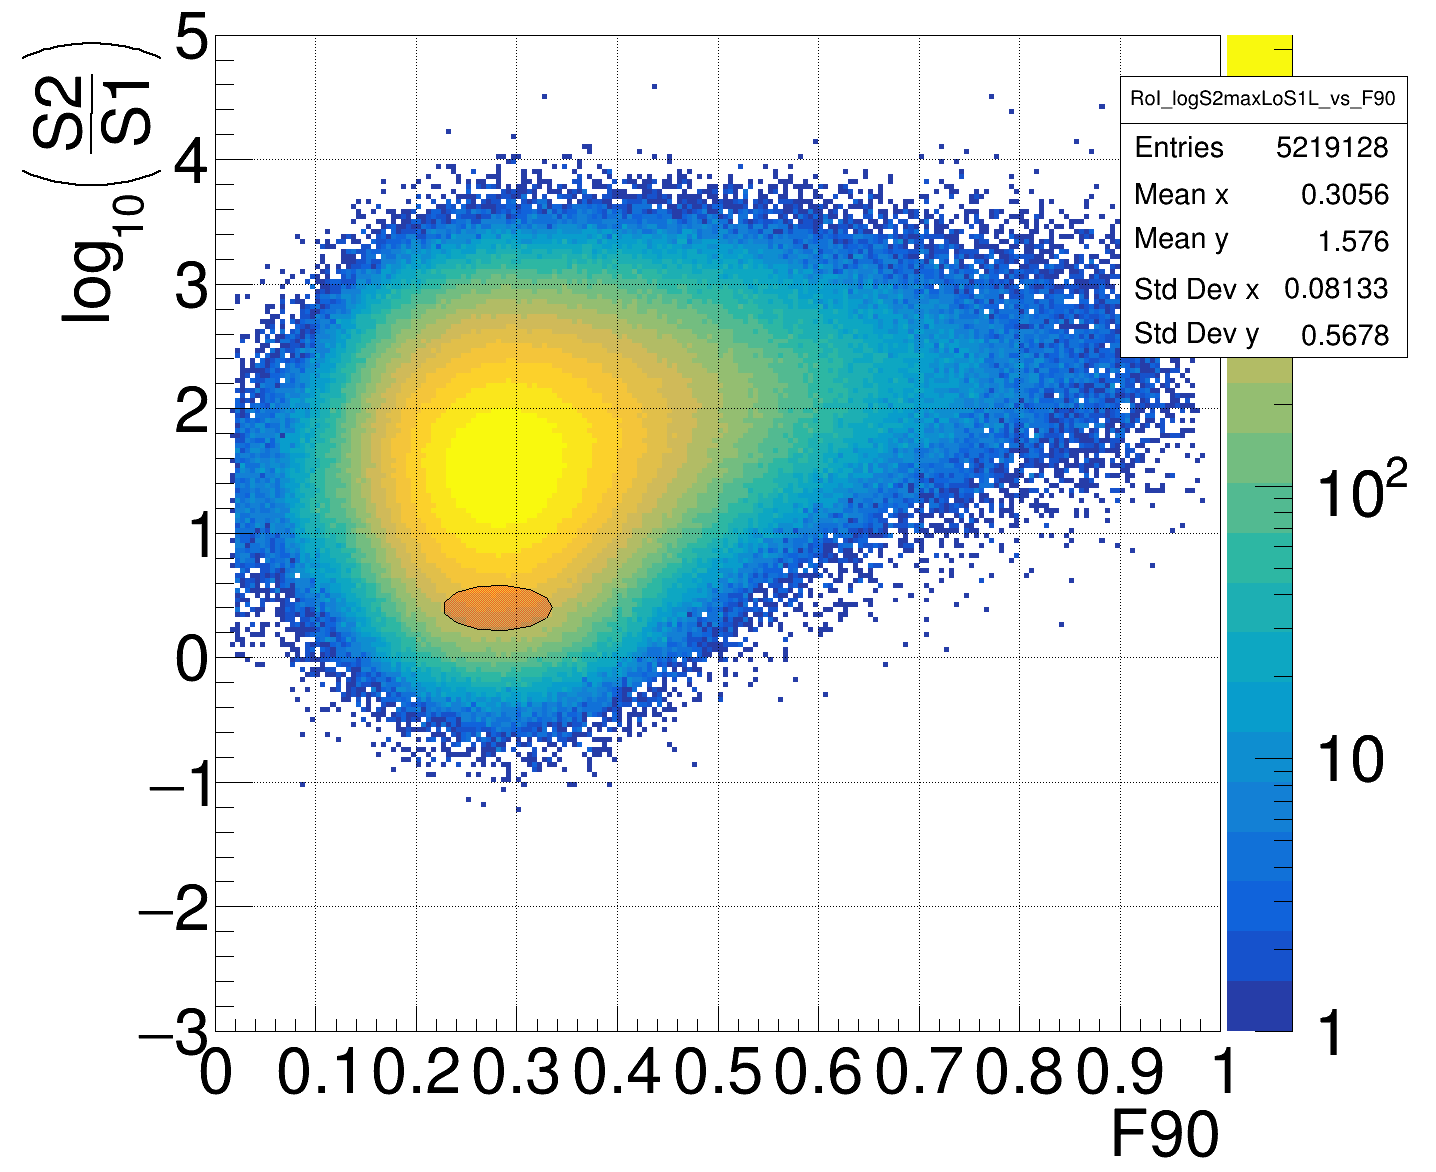 log10 (S2/S1)
5
4
3
2
1
0
−1
−2
−3
0 0.1 0.2 0.3 0.4 0.5 0.6 0.7 0.8 0.9 1
F90
RoI_logS2maxLoS1L_vs_F90
Entries 5219128
Mean x 0.3056
Mean y 1.576
Std Dev x 0.08133
Std Dev y 0.5678
10²
10
1